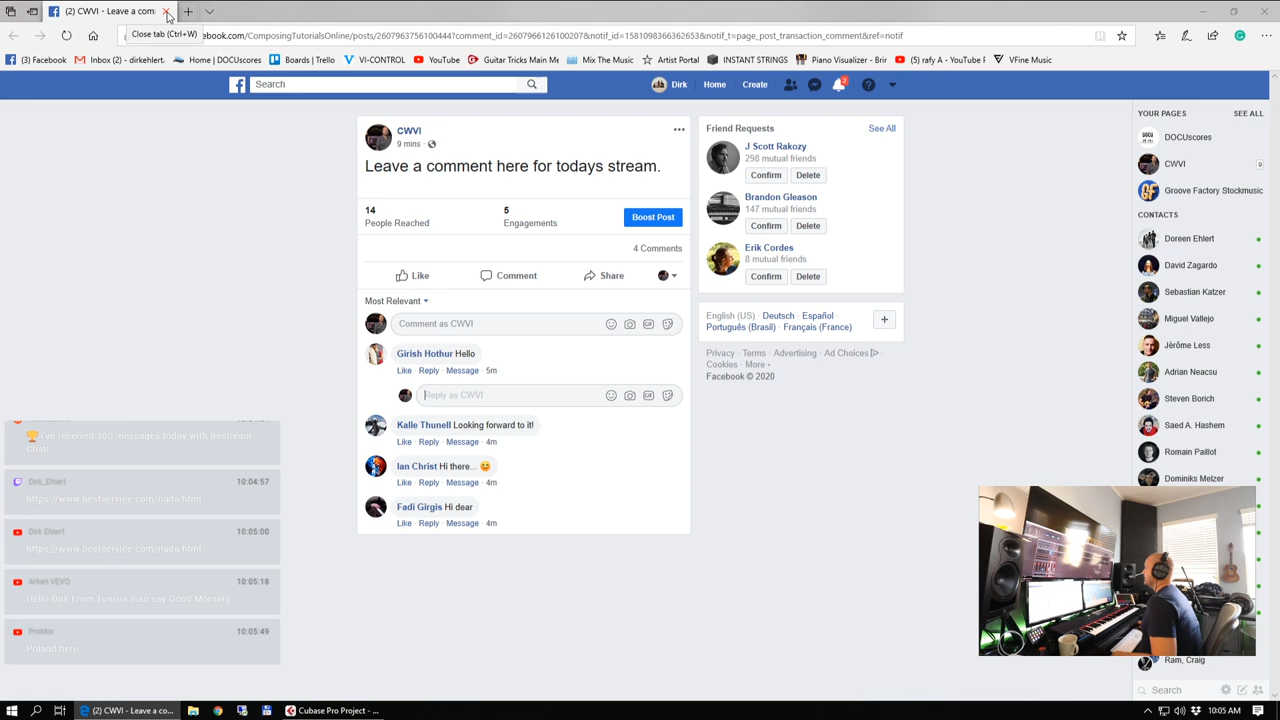 (2) CWVI - Leave a com
Close tab (Ctrl+W)
cebook.com/ComposingTutorialsOnline/posts/2607963756100444?comment_id=2607966126100207&notif_id=1581098366362653&notif_t=page_post_transaction_comment&ref=notif
(3) Facebook
Inbox (2) - dirkehlert.
Home | DOCUscores
Boards | Trello
VI-CONTROL
YouTube
Guitar Tricks Main Me
Mix The Music
Artist Portal
INSTANT STRINGS
Piano Visualizer - Brir
(5) rafy A - YouTube
VFine Music
Search
Dirk
Home
Create
2
CWVI
9 mins
Leave a comment here for todays stream.
14
People Reached
5
Engagements
Boost Post
4 Comments
Like
Comment
Share
Most Relevant
Comment as CWVI
Girish Hothur Hello
Like · Reply · Message · 5m
Reply as CWVI
Kalle Thunell Looking forward to it!
Like · Reply · Message · 4m
Ian Christ Hi there... 😊
Like · Reply · Message · 4m
Fadi Girgis Hi dear
Like · Reply · Message · 4m
Friend Requests
See All
J Scott Rakozy
298 mutual friends
Confirm
Delete
Brandon Gleason
147 mutual friends
Confirm
Delete
Erik Cordes
8 mutual friends
Confirm
Delete
English (US) · Deutsch · Español ·
Português (Brasil) · Français (France)
Privacy · Terms · Advertising · Ad Choices
Cookies · More
Facebook © 2020
YOUR PAGES
SEE ALL
DOCUscores
CWVI
9
Groove Factory Stockmusic
CONTACTS
Doreen Ehlert
David Zagardo
Sebastian Katzer
Miguel Vallejo
Jérôme Less
Adrian Neacsu
Steven Borich
Saed A. Hashem
Romain Paillot
Dominiks Melzer
Ram, Craig
Search
🏆 I've received 100 messages today with Restream
Chat!
Dirk_Ehlert
10:04:57
https://www.bestservice.com/nada.html
Dirk Ehlert
10:05:00
https://www.bestservice.com/nada.html
Arken VEVO
10:05:18
Hello Dirk From Tunisia ican say Good Morning
10:05:49
Poland here
(2) CWVI - Leave a co...
Cubase Pro Project - ...
10:05 AM